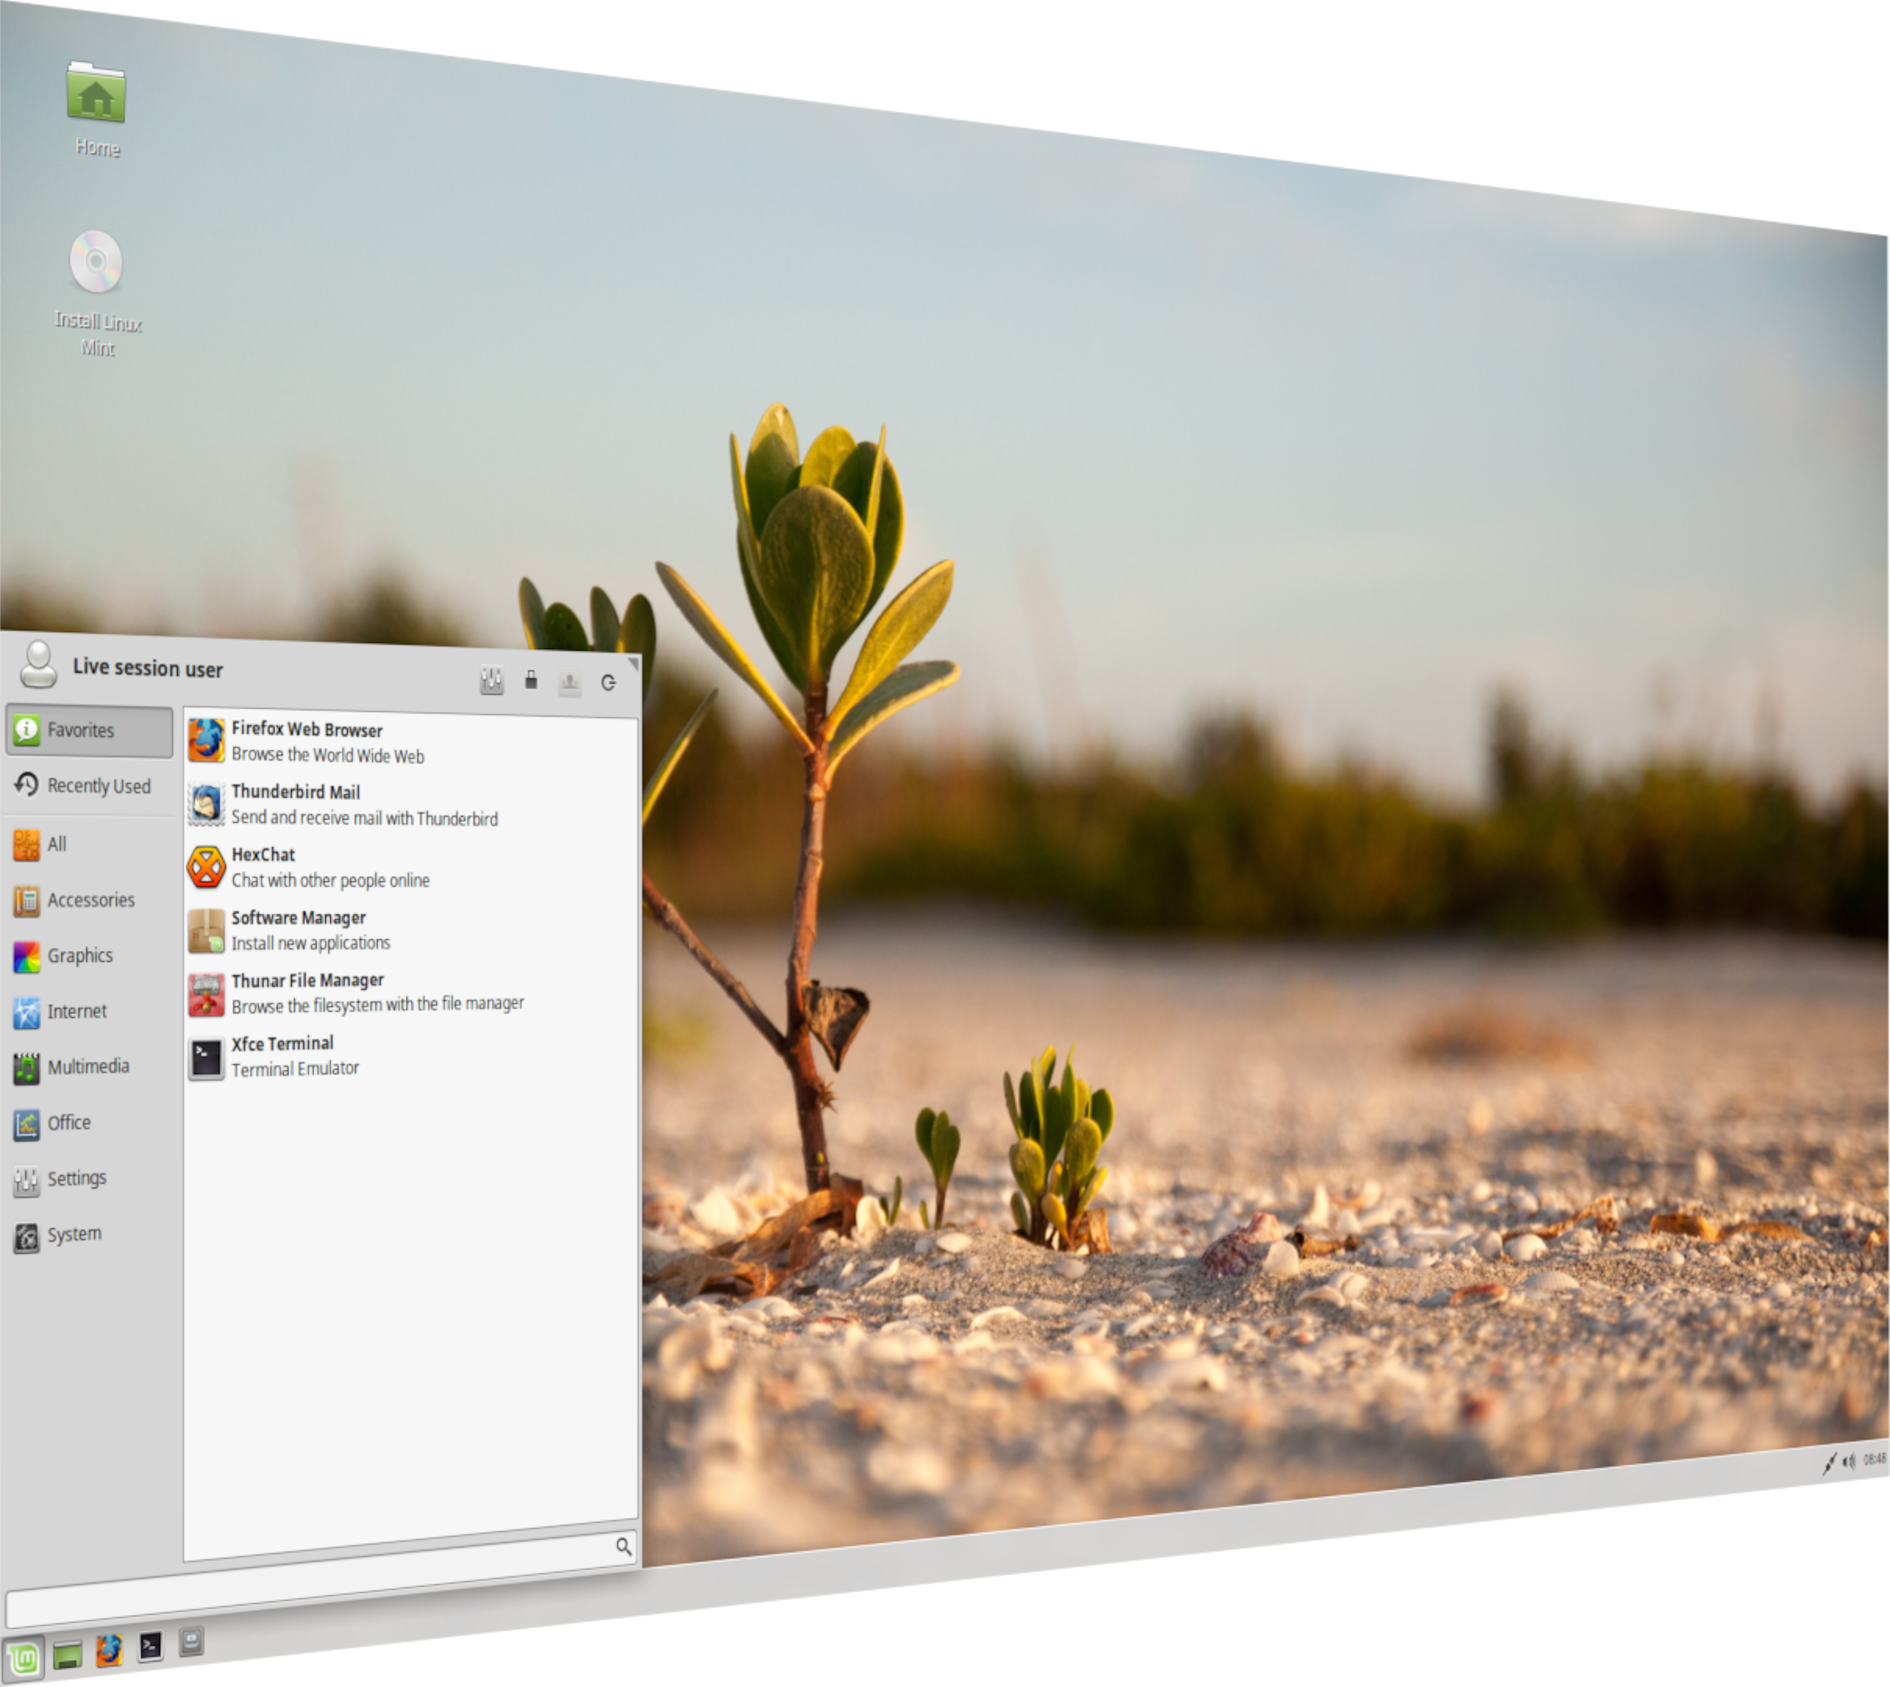 Home
Install Linux
Mint
Live session user
Favorites
Recently Used
All
Accessories
Graphics
Internet
Multimedia
Office
Settings
System
Firefox Web Browser
Browse the World Wide Web
Thunderbird Mail
Send and receive mail with Thunderbird
HexChat
Chat with other people online
Software Manager
Install new applications
Thunar File Manager
Browse the filesystem with the file manager
Xfce Terminal
Terminal Emulator
08:48